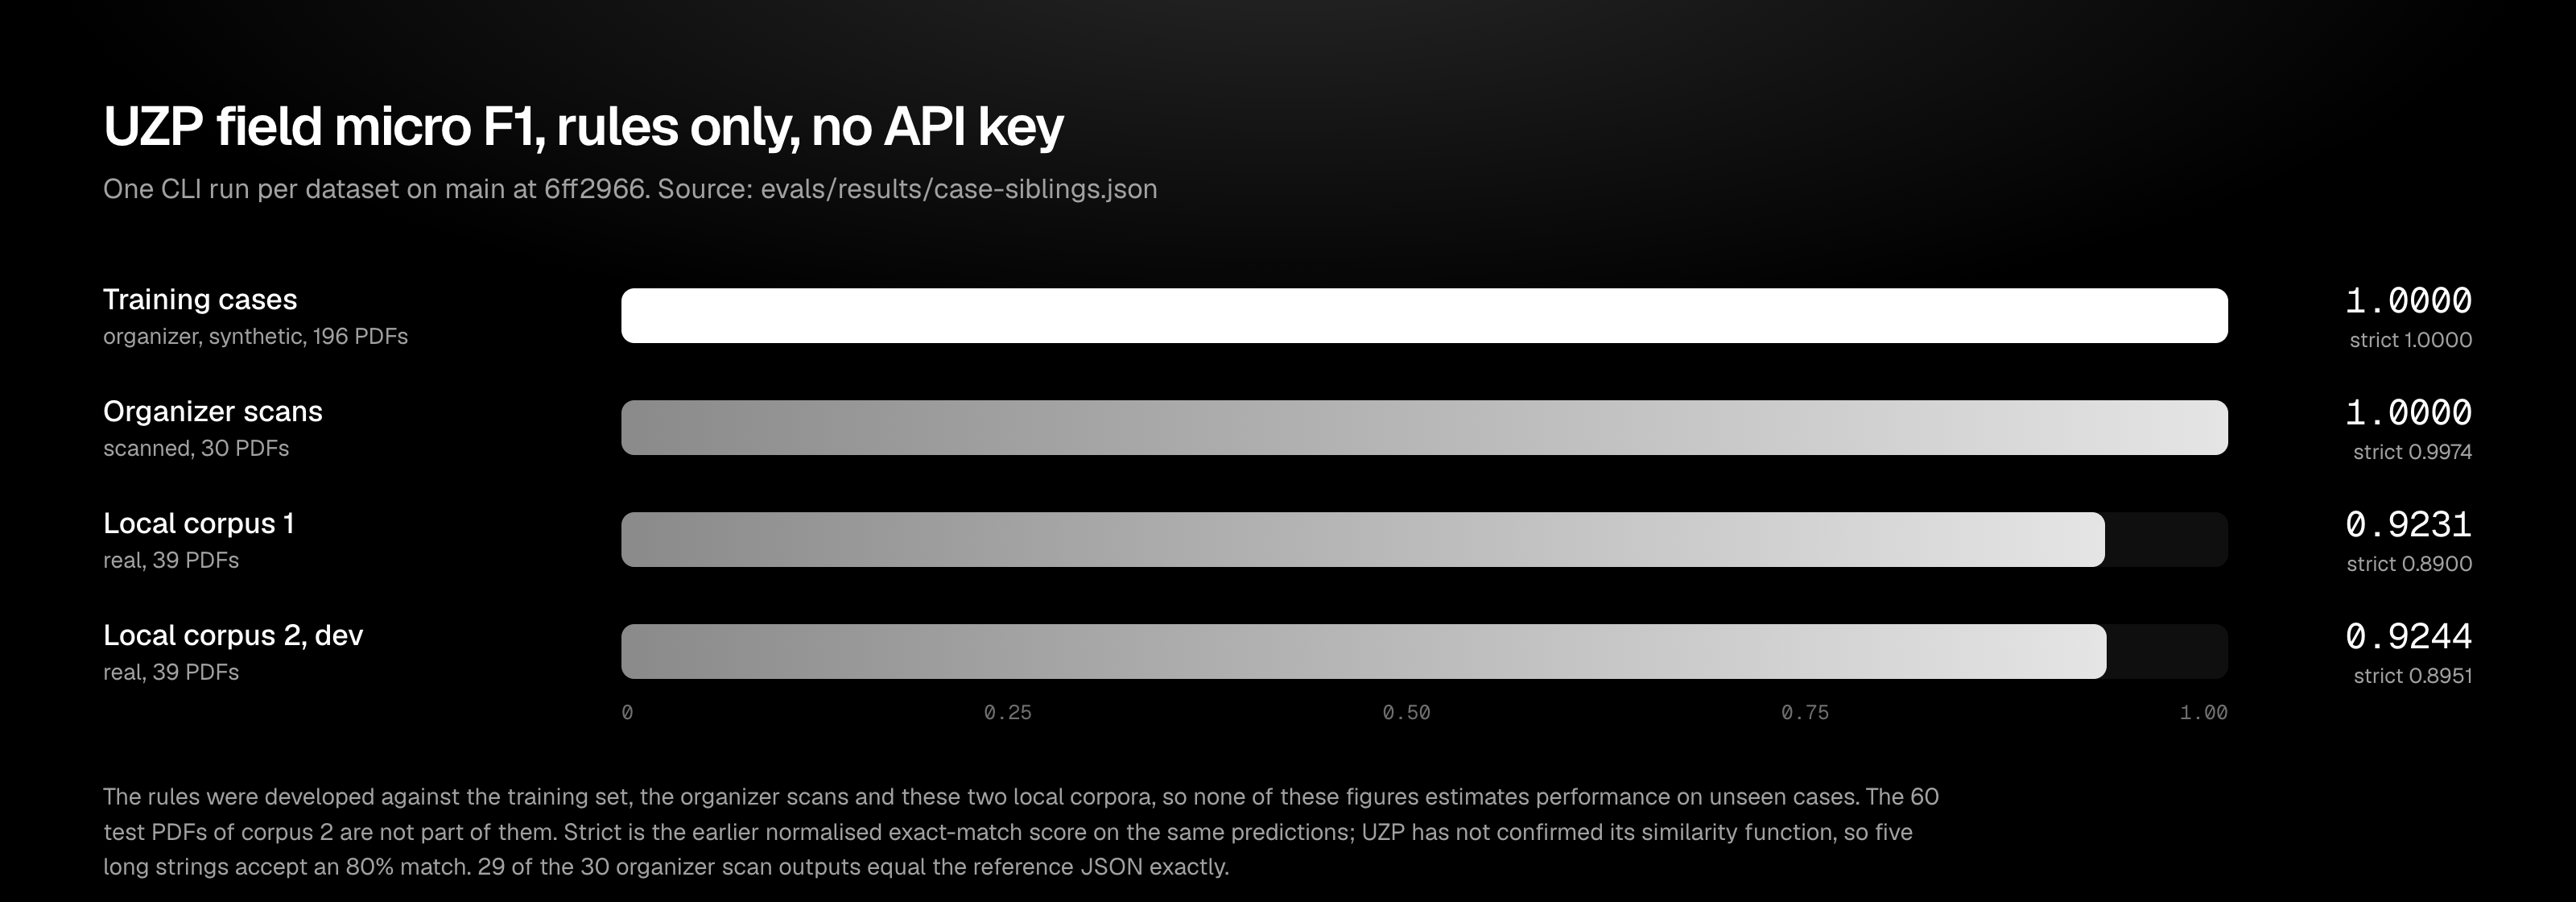 UZP field micro F1, rules only, no API key
One CLI run per dataset on main at 6ff2966. Source: evals/results/case-siblings.json
Training cases
organizer, synthetic, 196 PDFs
1.0000
strict 1.0000
Organizer scans
scanned, 30 PDFs
1.0000
strict 0.9974
Local corpus 1
real, 39 PDFs
0.9231
strict 0.8900
Local corpus 2, dev
real, 39 PDFs
0.9244
strict 0.8951
0 0.25 0.50 0.75 1.00
The rules were developed against the training set, the organizer scans and these two local corpora, so none of these figures estimates performance on unseen cases. The 60
test PDFs of corpus 2 are not part of them. Strict is the earlier normalised exact-match score on the same predictions; UZP has not confirmed its similarity function, so five
long strings accept an 80% match. 29 of the 30 organizer scan outputs equal the reference JSON exactly.